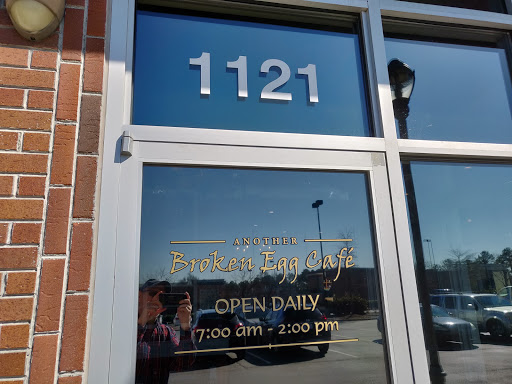 1121
ANOTHER
Broken Egg Café
OPEN DAILY
7:00 am - 2:00 pm